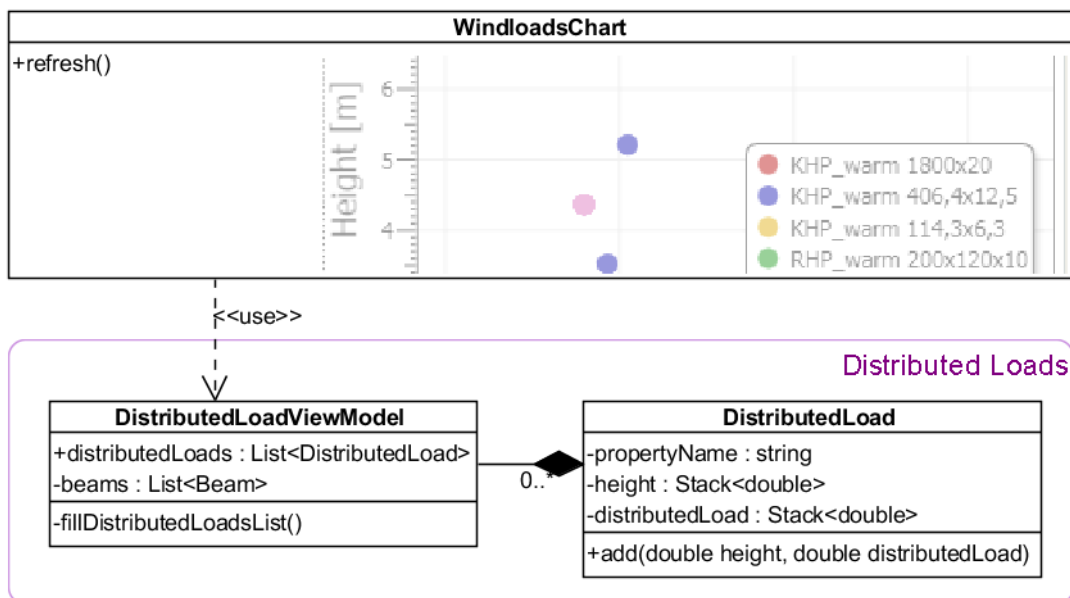 WindloadsChart
+refresh()
Height [m]
6
5
4
KHP_warm 1800x20
KHP_warm 406,4x12,5
KHP_warm 114,3x6,3
RHP_warm 200x120x10
<<use>>
Distributed Loads
DistributedLoadViewModel
+distributedLoads : List<DistributedLoad>
-beams : List<Beam>
-fillDistributedLoadsList()
0..*
DistributedLoad
-propertyName : string
-height : Stack<double>
-distributedLoad : Stack<double>
+add(double height, double distributedLoad)